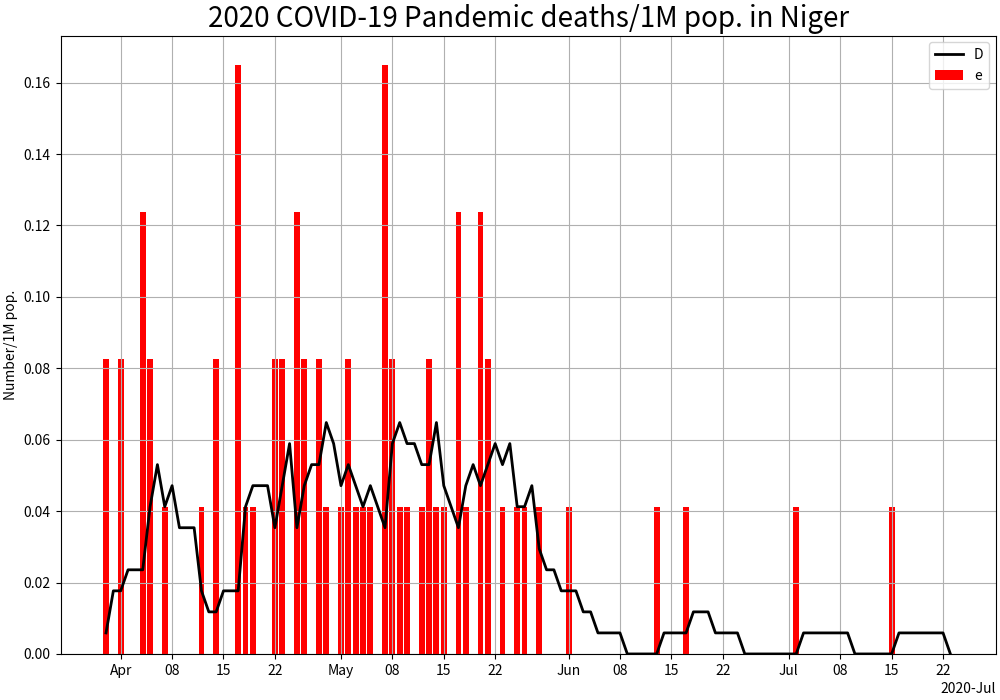 2020 COVID-19 Pandemic deaths/1M pop. in Niger
D
e
Number/1M pop.
0.16
0.14
0.12
0.10
0.08
0.06
0.04
0.02
0.00
Apr 08 15 22 May 08 15 22 Jun 08 15 22 Jul 08 15 22
2020-Jul